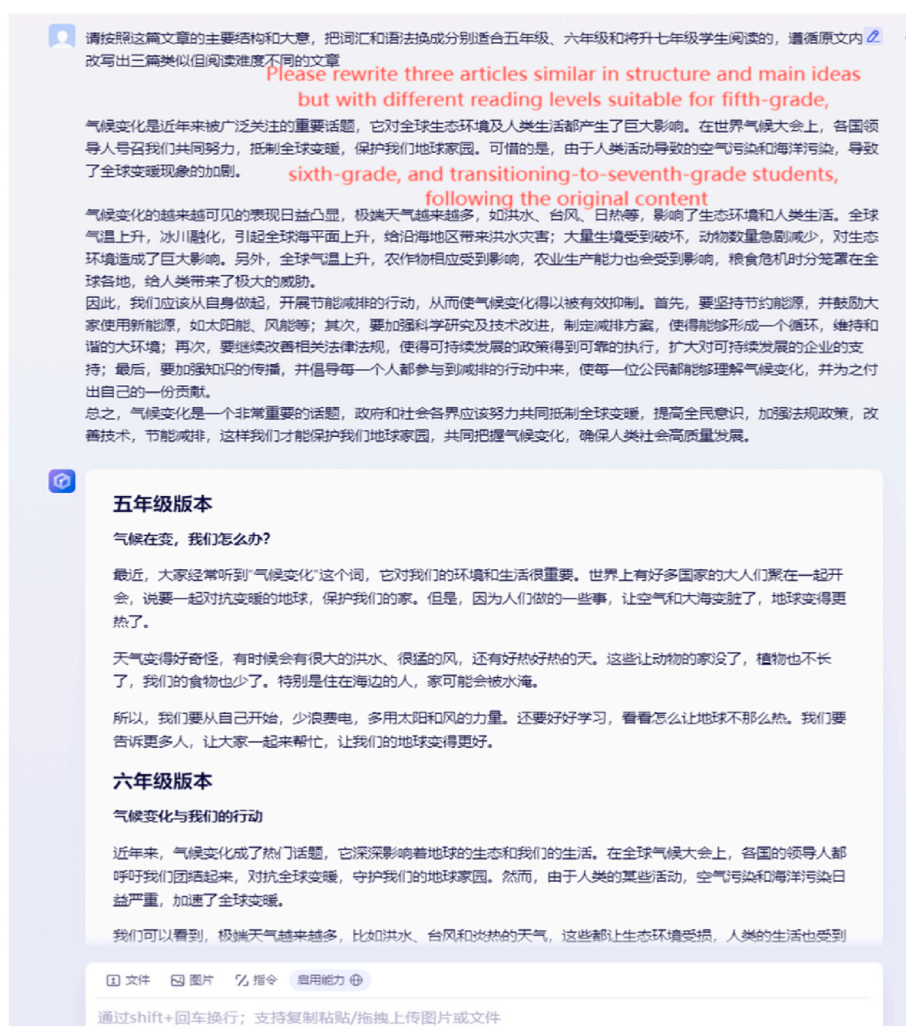 请按照这篇文章的主要结构和大意，把词汇和语法换成分别适合五年级、六年级和将升七年级学生阅读的，遵循原文内
改写出三篇类似但阅读难度不同的文章
Please rewrite three articles similar in structure and main ideas
but with different reading levels suitable for fifth-grade,
气候变化是近年来被广泛关注的重要话题，它对全球生态环境及人类生活都产生了巨大影响。在世界气候大会上，各国领
导人号召我们共同努力，抵制全球变暖，保护我们地球家园。可惜的是，由于人类活动导致的空气污染和海洋污染，导致
了全球变暖现象的加剧。
sixth-grade, and transitioning-to-seventh-grade students,
following the original content
气候变化的越来越可见的表现日益凸显，极端天气越来越多，如洪水、台风、日热等，影响了生态环境和人类生活。全球
气温上升，冰川融化，引起全球海平面上升，给沿海地区带来洪水灾害；大量生境受到破坏，动物数量急剧减少，对生态
环境造成了巨大影响。另外，全球气温上升，农作物相应受到影响，农业生产能力也会受到影响，粮食危机时分笼罩在全
球各地，给人类带来了极大的威胁。
因此，我们应该从自身做起，开展节能减排的行动，从而使气候变化得以被有效抑制。首先，要坚持节约能源，并鼓励大
家使用新能源，如太阳能、风能等；其次，要加强科学研究及技术改进，制定减排方案，使得能够形成一个循环，维持和
谐的大环境；再次，要继续改善相关法律法规，使得可持续发展的政策得到可靠的执行，扩大对可持续发展的企业的支
持；最后，要加强知识的传播，并倡导每一个人都参与到减排的行动中来，使每一位公民都能够理解气候变化，并为之付
出自己的一份贡献。
总之，气候变化是一个非常重要的话题，政府和社会各界应该努力共同抵制全球变暖，提高全民意识，加强法规政策，改
善技术，节能减排，这样我们才能保护我们地球家园，共同把握气候变化，确保人类社会高质量发展。
五年级版本
气候在变，我们怎么办?
最近，大家经常听到"气候变化"这个词，它对我们的环境和生活很重要。世界上有好多国家的大人们聚在一起开
会，说要一起对抗变暖的地球，保护我们的家。但是，因为人们做的一些事，让空气和大海变脏了，地球变得更
热了。
天气变得好奇怪，有时候会有很大的洪水、很猛的风，还有好热好热的天。这些让动物的家没了，植物也不长
了，我们的食物也少了。特别是住在海边的人，家可能会被水淹。
所以，我们要从自己开始，少浪费电，多用太阳和风的力量。还要好好学习，看看怎么让地球不那么热。我们要
告诉更多人，让大家一起来帮忙，让我们的地球变得更好。
六年级版本
气候变化与我们的行动
近年来，气候变化成了热门话题，它深深影响着地球的生态和我们的生活。在全球气候大会上，各国的领导人都
呼吁我们团结起来，对抗全球变暖，守护我们的地球家园。然而，由于人类的某些活动，空气污染和海洋污染日
益严重，加速了全球变暖。
我们可以看到，极端天气越来越多，比如洪水、台风和炎热的天气，这些都让生态环境受损，人类的生活也受到
文件 图片 指令 启用能力
通过shift+回车换行；支持复制粘贴/拖拽上传图片或文件